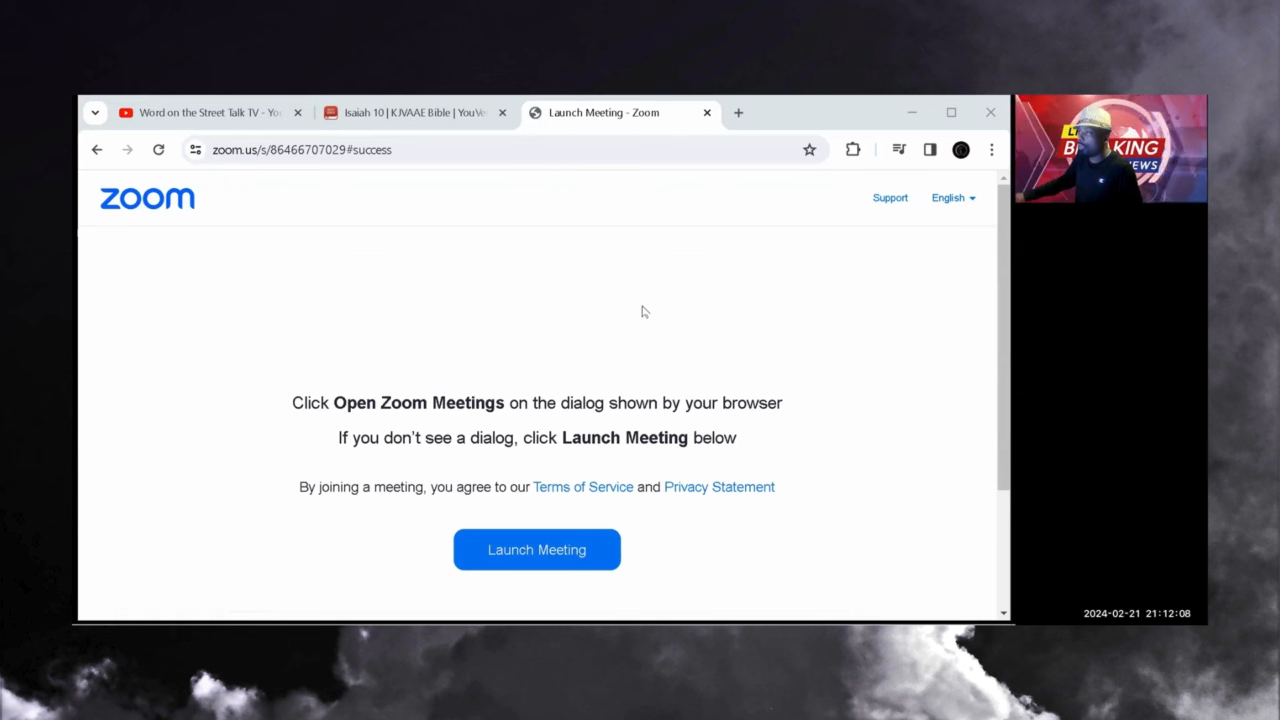 Word on the Street Talk TV - Yo
Isaiah 10 | KJVAAE Bible | YouVe
Launch Meeting - Zoom
zoom.us/s/86466707029#success
zoom
Support
English
Click Open Zoom Meetings on the dialog shown by your browser
If you don't see a dialog, click Launch Meeting below
By joining a meeting, you agree to our Terms of Service and Privacy Statement
Launch Meeting
2024-02-21 21:12:08